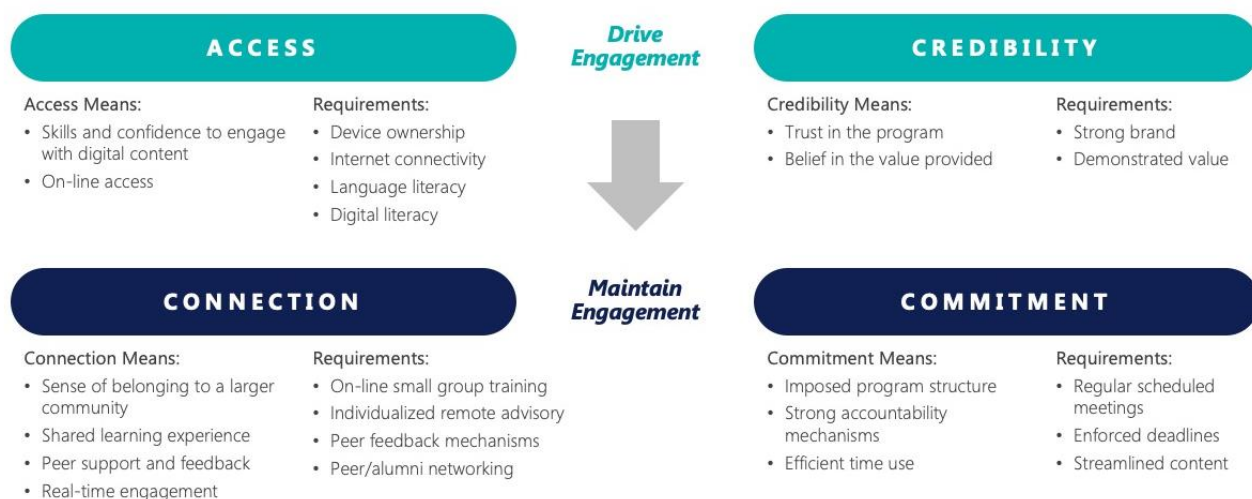 ACCESS
Access Means:
• Skills and confidence to engage
with digital content
• On-line access
Requirements:
• Device ownership
• Internet connectivity
• Language literacy
• Digital literacy
Drive
Engagement
CREDIBILITY
Credibility Means:
• Trust in the program
• Belief in the value provided
Requirements:
• Strong brand
• Demonstrated value
CONNECTION
Connection Means:
• Sense of belonging to a larger
community
• Shared learning experience
• Peer support and feedback
• Real-time engagement
Requirements:
• On-line small group training
• Individualized remote advisory
• Peer feedback mechanisms
• Peer/alumni networking
Maintain
Engagement
COMMITMENT
Commitment Means:
• Imposed program structure
• Strong accountability
mechanisms
• Efficient time use
Requirements:
• Regular scheduled
meetings
• Enforced deadlines
• Streamlined content